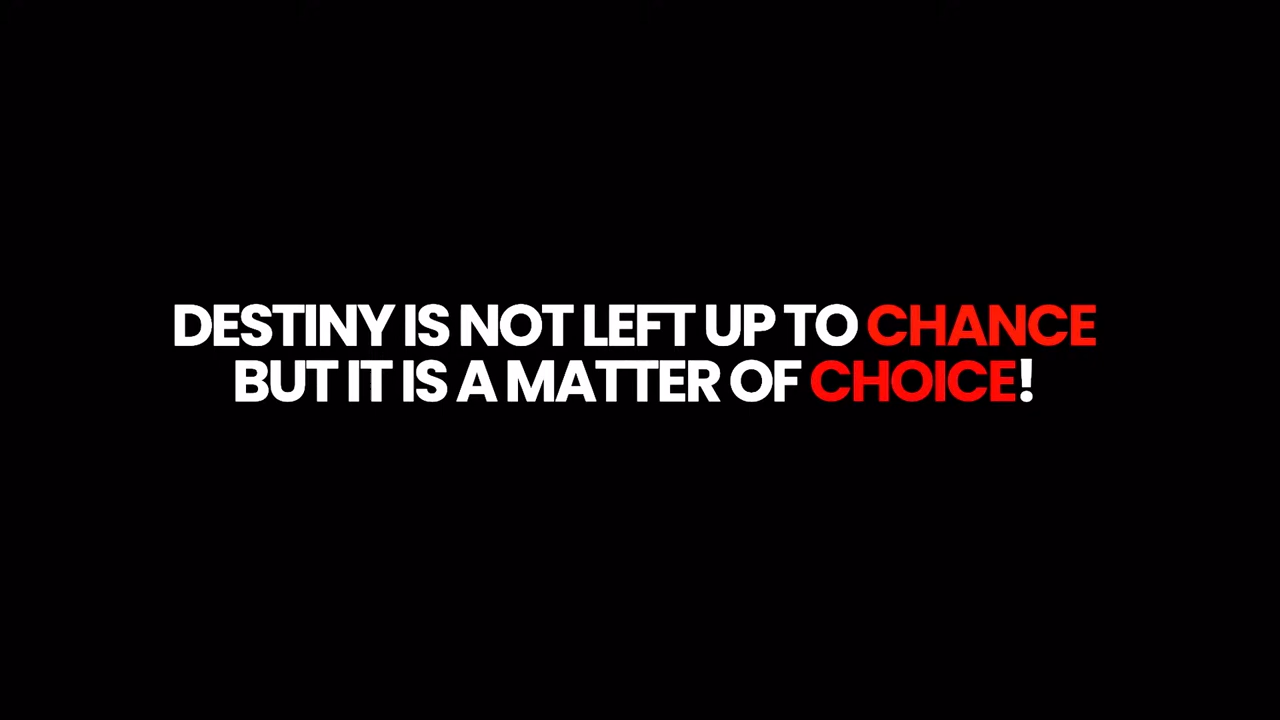 DESTINY IS NOT LEFT UP TO CHANCE
BUT IT IS A MATTER OF CHOICE!